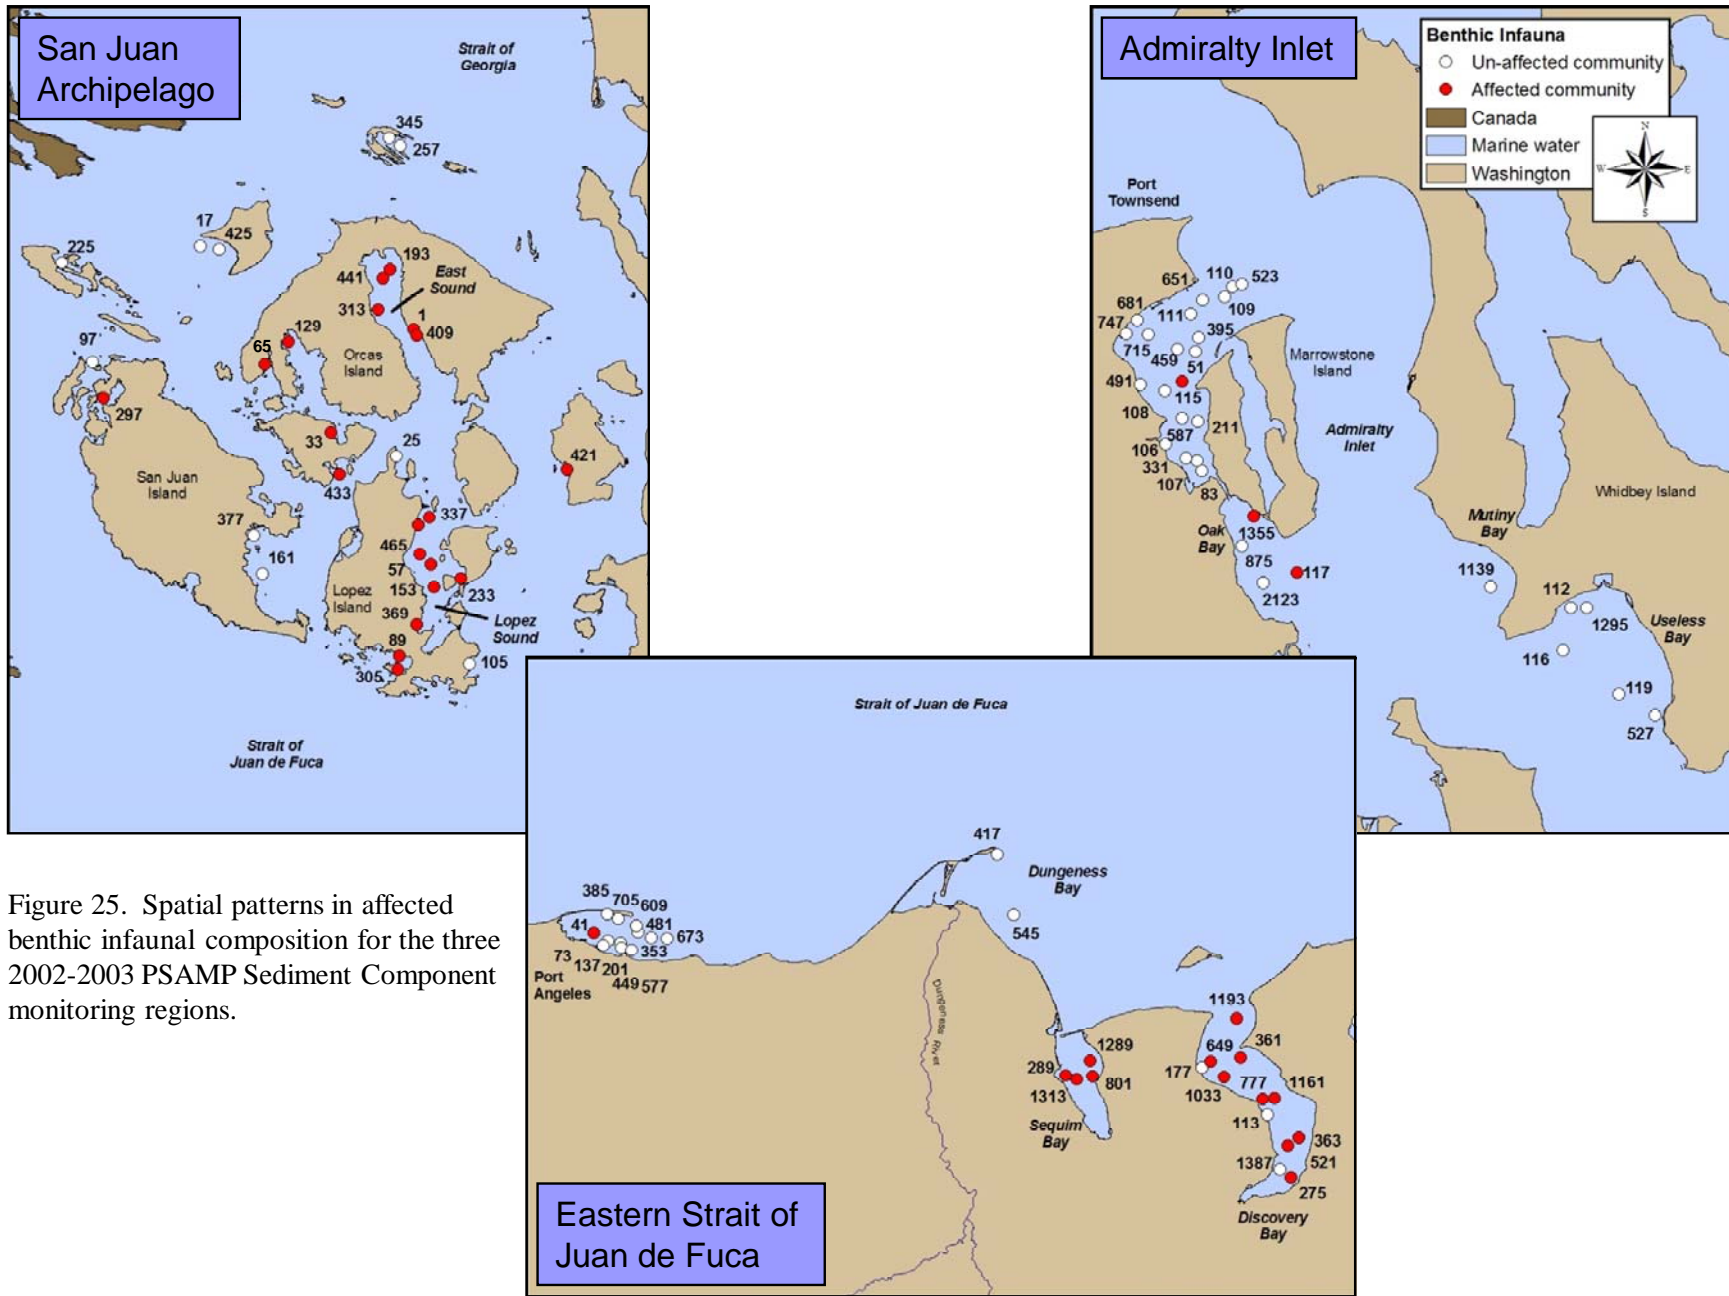 San Juan
Archipelago
Strait of
Georgia
345
257
17
425
225
193
441
East
Sound
313
1
409
129
65
97
Orcas
Island
297
33
25
421
San Juan
Island
433
377
337
161
465
57
153
233
Lopez
Island
369
Lopez
Sound
89
105
305
Strait of
Juan de Fuca
Admiralty Inlet
Benthic Infauna
Un-affected community
Affected community
Canada
Marine water
Washington
N
W
E
S
Port
Townsend
110
523
651
109
681
111
747
395
715
459
51
Marrowstone
Island
491
115
108
587
211
Admiralty
Inlet
106
331
107
83
Whidbey Island
Mutiny
Bay
Oak
Bay
1355
875
117
1139
112
2123
1295
Useless
Bay
116
119
527
Strait of Juan de Fuca
417
Dungeness
Bay
385
705
609
41
481
673
545
73
137
201
353
449
577
Port
Angeles
Dungeness River
1193
1289
649
361
289
177
801
777
1161
1313
1033
113
Sequim
Bay
363
1387
521
275
Discovery
Bay
Eastern Strait of
Juan de Fuca
Figure 25. Spatial patterns in affected
benthic infaunal composition for the three
2002-2003 PSAMP Sediment Component
monitoring regions.